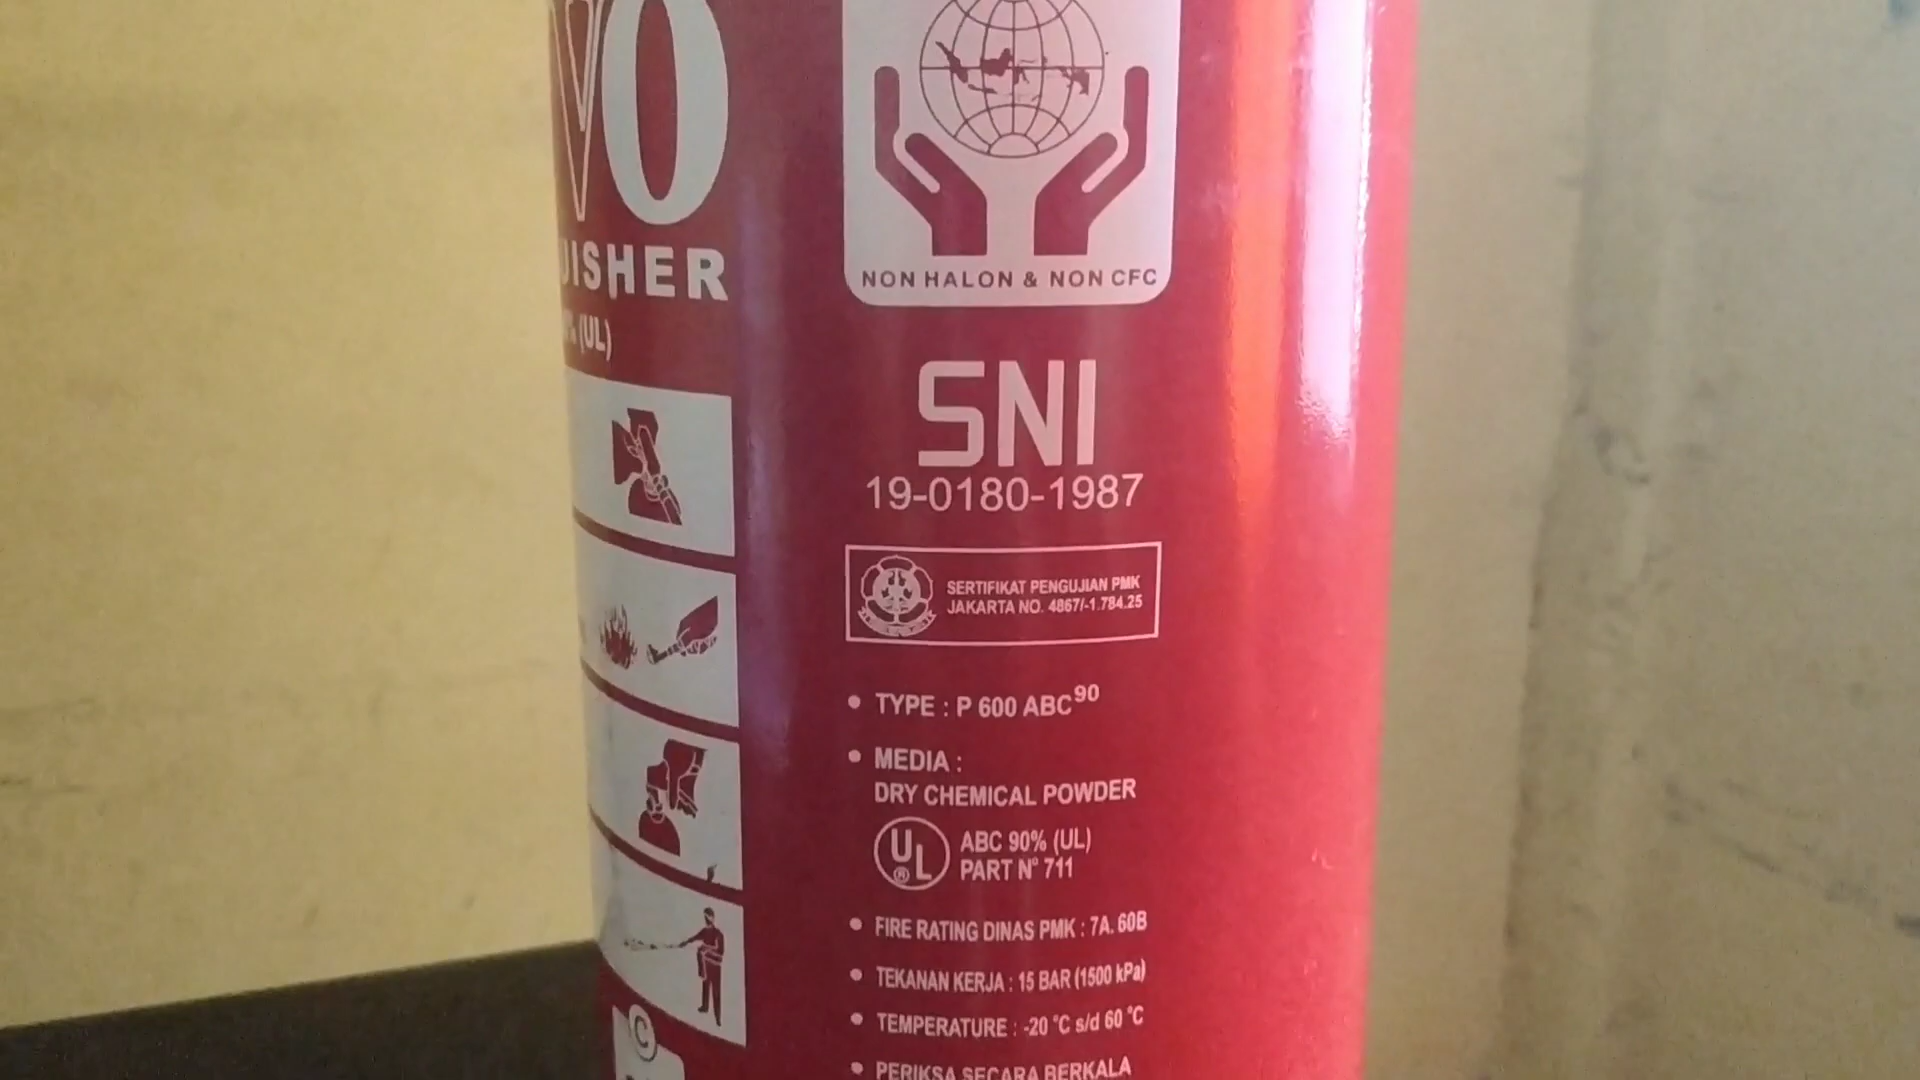 VO
UISHER
% (UL)
NON HALON & NON CFC
SNI
19-0180-1987
SERTIFIKAT PENGUJIAN PMK
JAKARTA NO. 4867/-1.784.25
• TYPE : P 600 ABC90
• MEDIA :
DRY CHEMICAL POWDER
UL ®
ABC 90% (UL)
PART N° 711
• FIRE RATING DINAS PMK : 7A. 60B
• TEKANAN KERJA : 15 BAR (1500 kPa)
• TEMPERATURE : -20 °C s/d 60 °C
• PERIKSA SECARA BERKALA
C